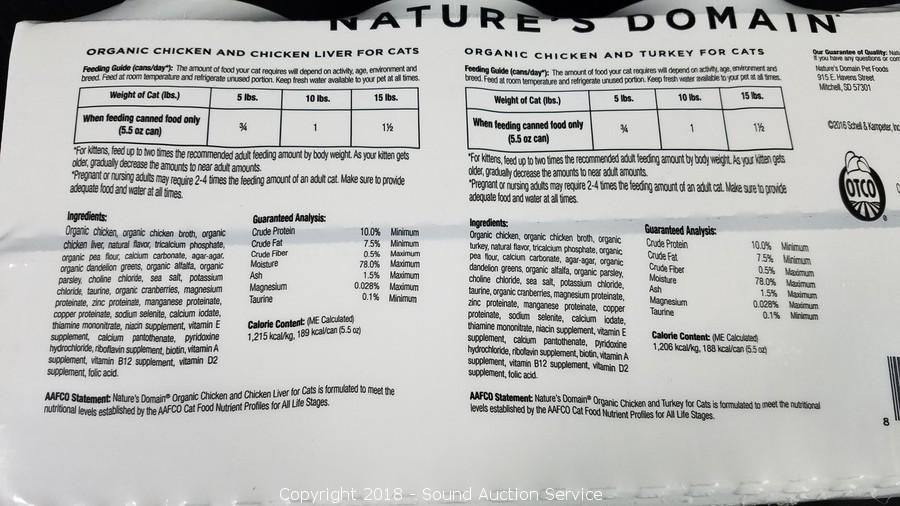 NATURE'S DOMAIN
ORGANIC CHICKEN AND CHICKEN LIVER FOR CATS
Feeding Guide (cans/day*): The amount of food your cat requires will depend on activity, age, environment and
breed. Feed at room temperature and refrigerate unused portion. Keep fresh water available to your pet at all times.
Weight of Cat (lbs.) 5 lbs. 10 lbs. 15 lbs.
When feeding canned food only
(5.5 oz can) ¾ 1 1½
*For kittens, feed up to two times the recommended adult feeding amount by body weight. As your kitten gets
older, gradually decrease the amounts to near adult amounts.
*Pregnant or nursing adults may require 2-4 times the feeding amount of an adult cat. Make sure to provide
adequate food and water at all times.
Ingredients:
Organic chicken, organic chicken broth, organic
chicken liver, natural flavor, tricalcium phosphate,
organic pea flour, calcium carbonate, agar-agar,
organic dandelion greens, organic alfalfa, organic
parsley, choline chloride, sea salt, potassium
chloride, taurine, organic cranberries, magnesium
proteinate, zinc proteinate, manganese proteinate,
copper proteinate, sodium selenite, calcium iodate,
thiamine mononitrate, niacin supplement, vitamin E
supplement, calcium pantothenate, pyridoxine
hydrochloride, riboflavin supplement, biotin, vitamin A
supplement, vitamin B12 supplement, vitamin D2
supplement, folic acid.
Guaranteed Analysis:
Crude Protein 10.0% Minimum
Crude Fat 7.5% Minimum
Crude Fiber 0.5% Maximum
Moisture 78.0% Maximum
Ash 1.5% Maximum
Magnesium 0.028% Maximum
Taurine 0.1% Minimum
Calorie Content: (ME Calculated)
1,215 kcal/kg, 189 kcal/can (5.5 oz)
AAFCO Statement: Nature's Domain® Organic Chicken and Chicken Liver for Cats is formulated to meet the
nutritional levels established by the AAFCO Cat Food Nutrient Profiles for All Life Stages.
ORGANIC CHICKEN AND TURKEY FOR CATS
Feeding Guide (cans/day*): The amount of food your cat requires will depend on activity, age, environment and
breed. Feed at room temperature and refrigerate unused portion. Keep fresh water available to your pet at all times.
Weight of Cat (lbs.) 5 lbs. 10 lbs. 15 lbs.
When feeding canned food only
(5.5 oz can) ¾ 1 1½
*For kittens, feed up to two times the recommended adult feeding amount by body weight. As your kitten gets
older, gradually decrease the amounts to near adult amounts.
*Pregnant or nursing adults may require 2-4 times the feeding amount of an adult cat. Make sure to provide
adequate food and water at all times.
Ingredients:
Organic chicken, organic chicken broth, organic
turkey, natural flavor, tricalcium phosphate, organic
pea flour, calcium carbonate, agar-agar, organic
dandelion greens, organic alfalfa, organic parsley,
choline chloride, sea salt, potassium chloride,
taurine, organic cranberries, magnesium proteinate,
zinc proteinate, manganese proteinate, copper
proteinate, sodium selenite, calcium iodate,
thiamine mononitrate, niacin supplement, vitamin E
supplement, calcium pantothenate, pyridoxine
hydrochloride, riboflavin supplement, biotin, vitamin A
supplement, vitamin B12 supplement, vitamin D2
supplement, folic acid.
Guaranteed Analysis:
Crude Protein 10.0% Minimum
Crude Fat 7.5% Minimum
Crude Fiber 0.5% Maximum
Moisture 78.0% Maximum
Ash 1.5% Maximum
Magnesium 0.028% Maximum
Taurine 0.1% Minimum
Calorie Content: (ME Calculated)
1,206 kcal/kg, 188 kcal/can (5.5 oz)
AAFCO Statement: Nature's Domain® Organic Chicken and Turkey for Cats is formulated to meet the nutritional
levels established by the AAFCO Cat Food Nutrient Profiles for All Life Stages.
Our Guarantee of Quality:
If you have any questions or
Nature's Domain Pet Foods
915 E. Havens Street
Mitchell, SD 57301
©2016 Schell & Kampeter, Inc
OTCO
8
Copyright 2018 - Sound Auction Service